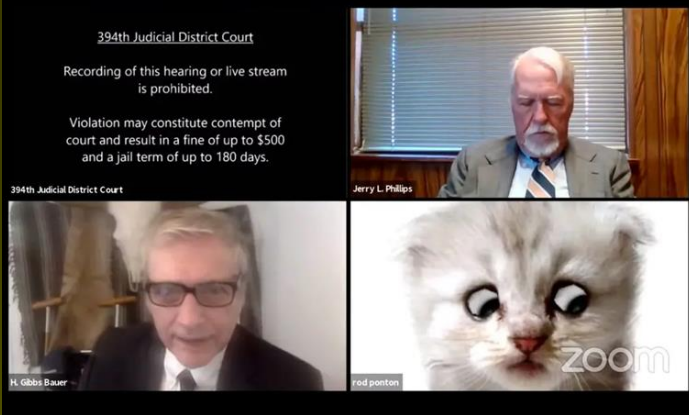 394th Judicial District Court
Recording of this hearing or live stream
is prohibited.
Violation may constitute contempt of
court and result in a fine of up to $500
and a jail term of up to 180 days.
394th Judicial District Court
Jerry L. Phillips
H. Gibbs Bauer
rod ponton
zoom